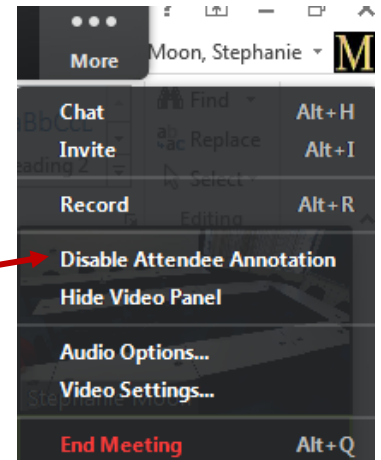 More
Moon, Stephanie
M
Find
Replace
Select
Editing
Chat Alt+H
Invite Alt+I
Record Alt+R
Disable Attendee Annotation
Hide Video Panel
Audio Options...
Video Settings...
End Meeting Alt+Q